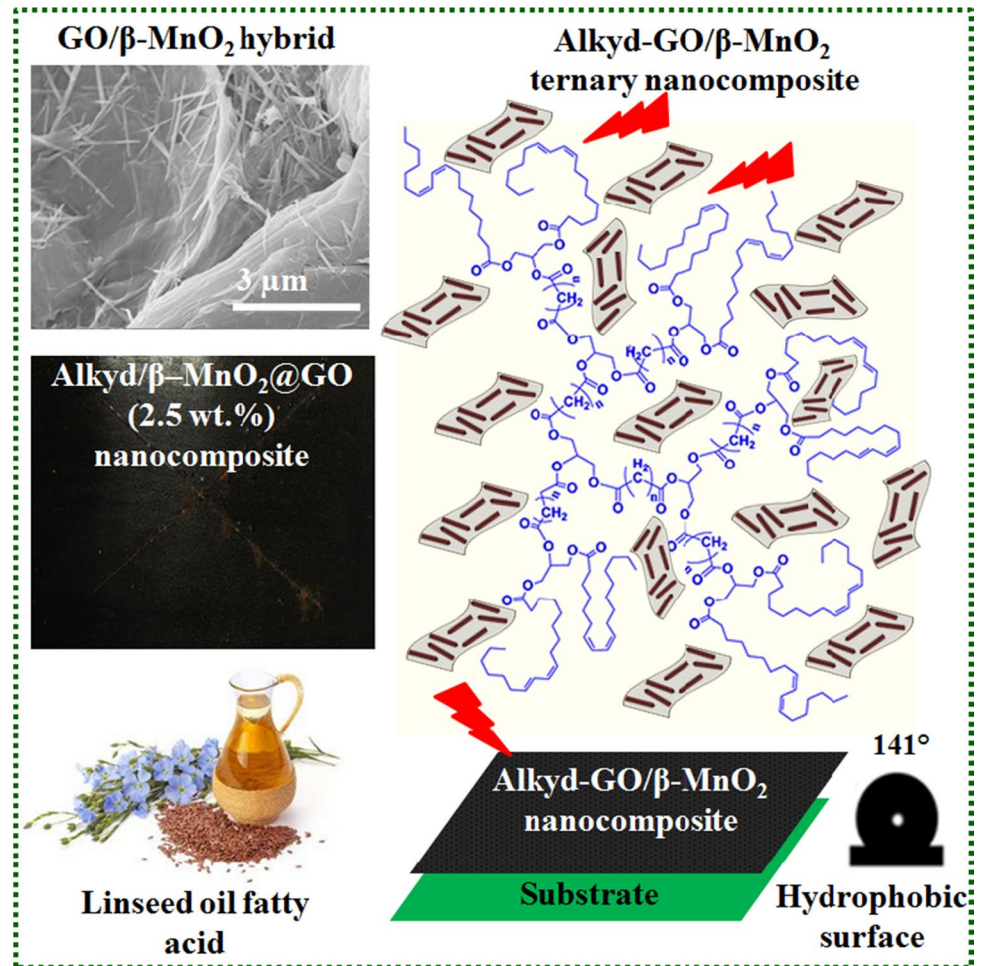 GO/β-MnO₂ hybrid
3 µm
Alkyd/β–MnO₂@GO
(2.5 wt.%)
nanocomposite
Linseed oil fatty
acid
Alkyd-GO/β-MnO₂
ternary nanocomposite
Alkyd-GO/β-MnO₂
nanocomposite
Substrate
141°
Hydrophobic
surface